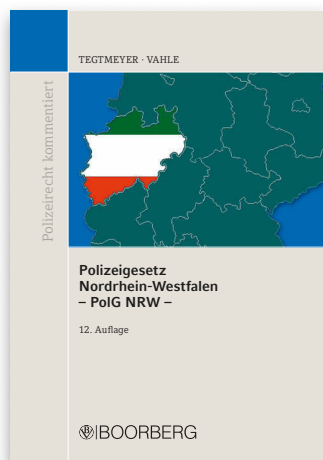 TEGTMEYER · VAHLE
Polizeirecht kommentiert
Polizeigesetz
Nordrhein-Westfalen
– PolG NRW –
12. Auflage
BOORBERG